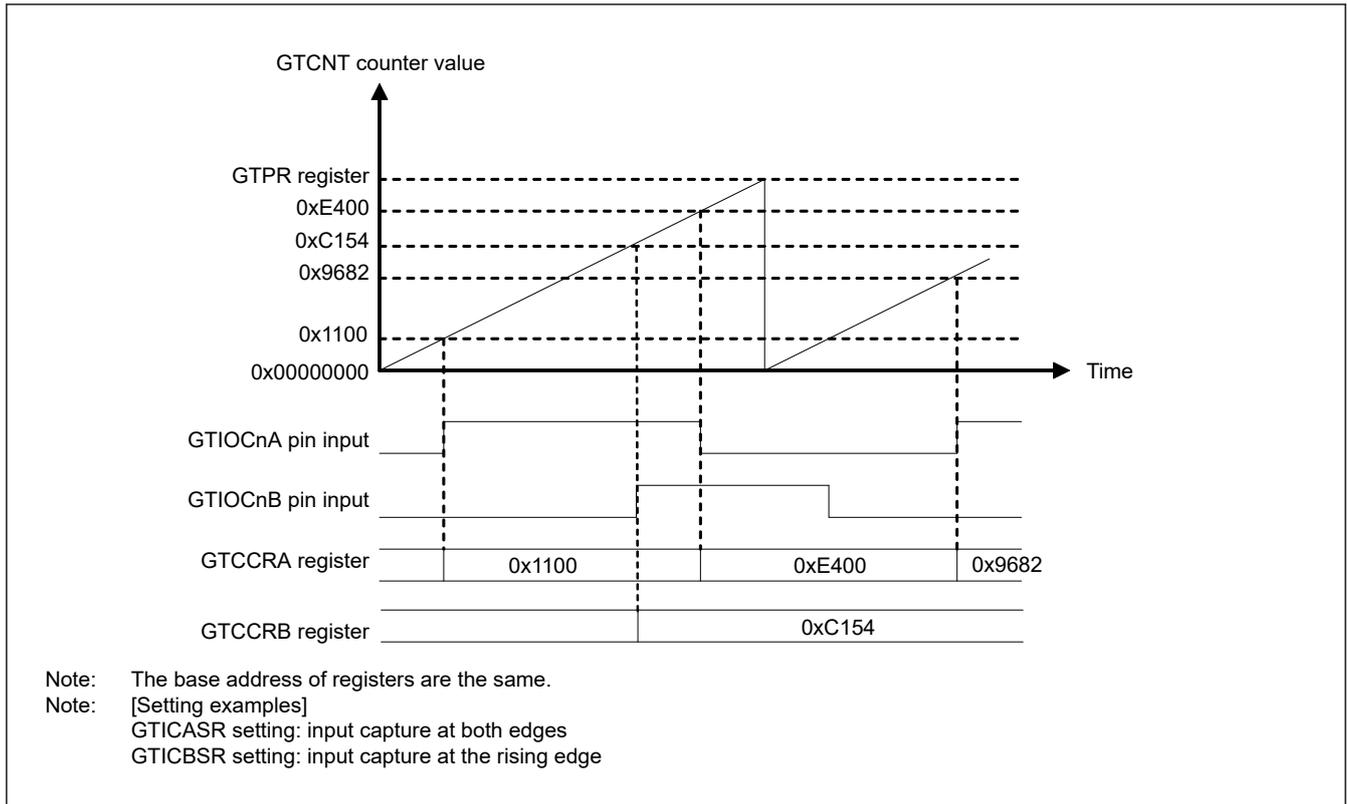 GTCNT counter value
GTPR register
0xE400
0xC154
0x9682
0x1100
0x00000000
Time
GTIOCnA pin input
GTIOCnB pin input
GTCCRA register 0x1100 0xE400 0x9682
GTCCRB register 0xC154
Note: The base address of registers are the same.
Note: [Setting examples]
GTICASR setting: input capture at both edges
GTICBSR setting: input capture at the rising edge